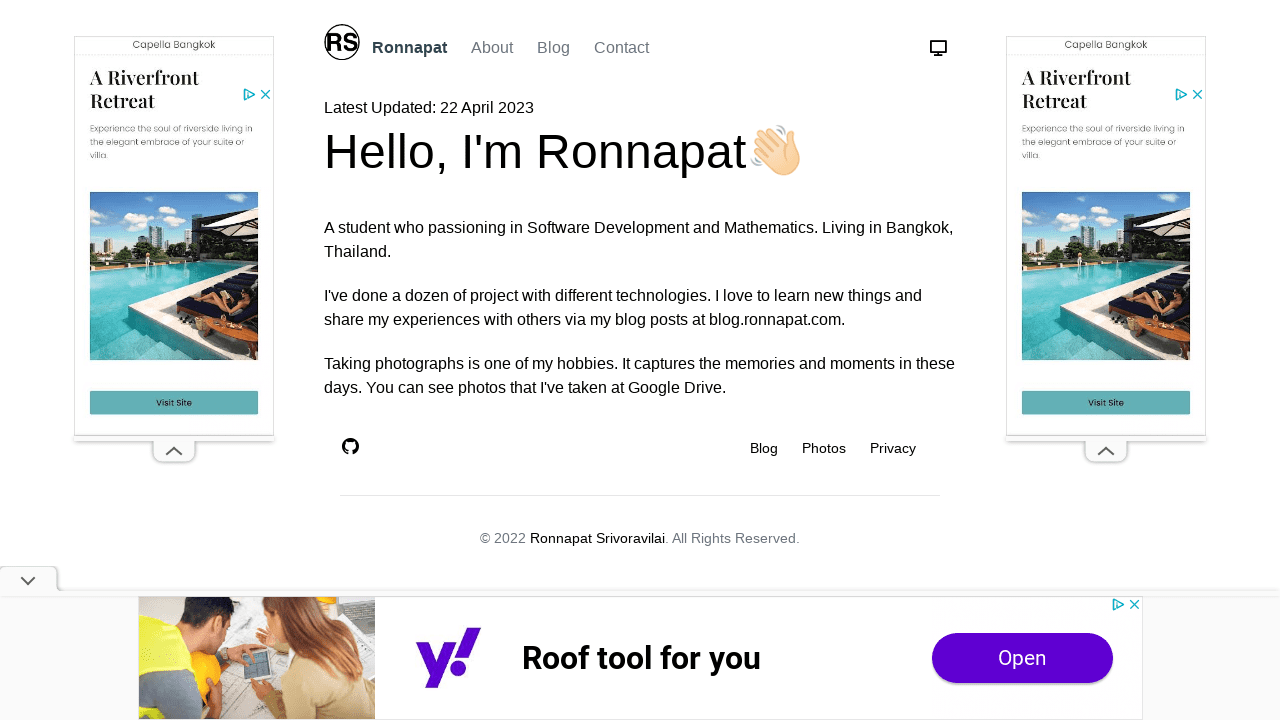 RS
Ronnapat
About
Blog
Contact
Latest Updated: 22 April 2023
Hello, I'm Ronnapat👋🏻
A student who passioning in Software Development and Mathematics. Living in Bangkok,
Thailand.
I've done a dozen of project with different technologies. I love to learn new things and
share my experiences with others via my blog posts at blog.ronnapat.com.
Taking photographs is one of my hobbies. It captures the memories and moments in these
days. You can see photos that I've taken at Google Drive.
Blog
Photos
Privacy
© 2022 Ronnapat Srivoravilai. All Rights Reserved.
Capella Bangkok
A Riverfront
Retreat
Experience the soul of riverside living in
the elegant embrace of your suite or
villa.
Visit Site
Capella Bangkok
A Riverfront
Retreat
Experience the soul of riverside living in
the elegant embrace of your suite or
villa.
Visit Site
y!
Roof tool for you
Open